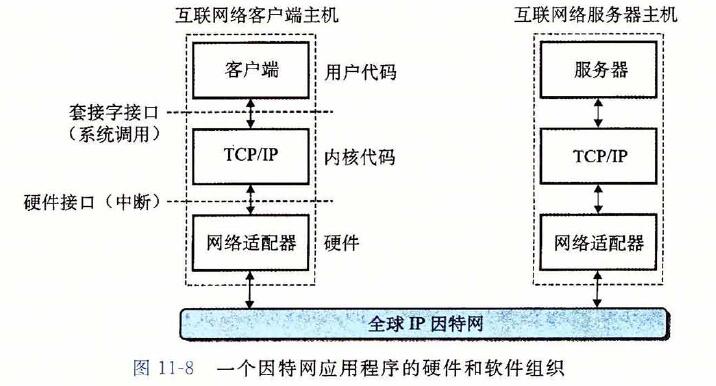 互联网络客户端主机
互联网络服务器主机
客户端
用户代码
服务器
套接字接口
（系统调用）
TCP/IP
内核代码
TCP/IP
硬件接口（中断）
网络适配器
硬件
网络适配器
全球IP因特网
图 11-8 一个因特网应用程序的硬件和软件组织